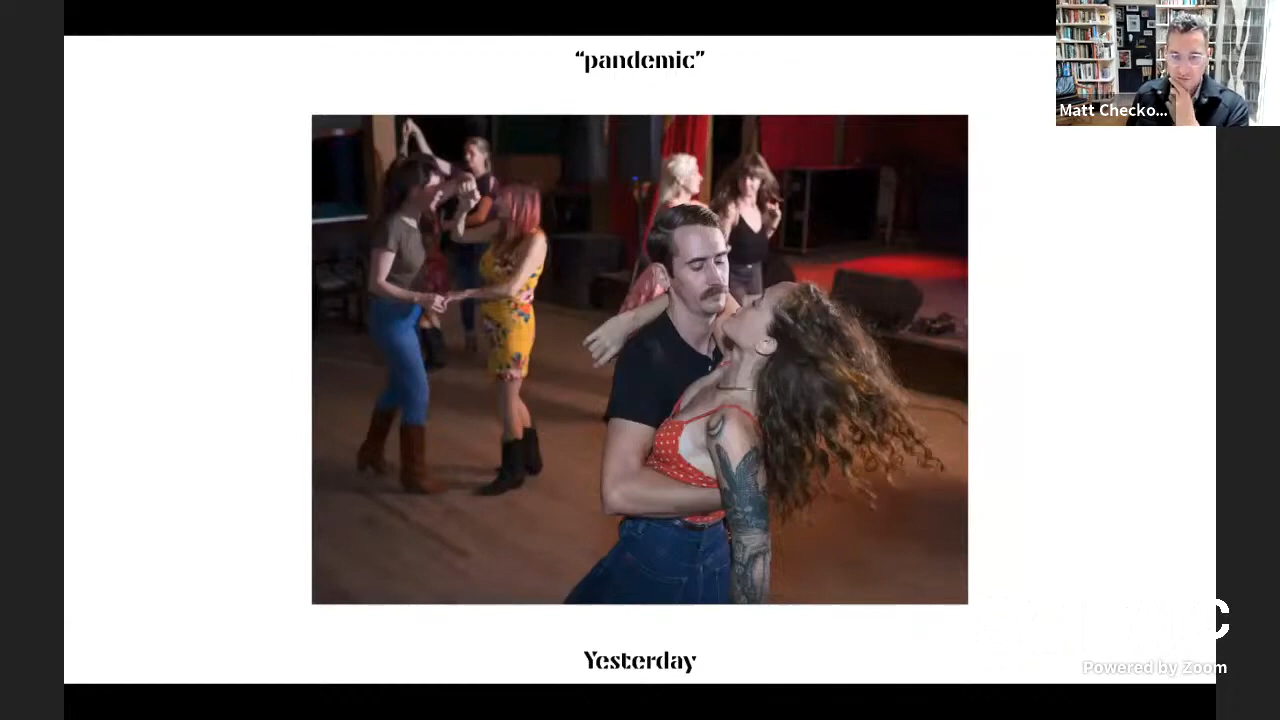 “pandemic”
Matt Checko...
Yesterday
C
Powered by Zoom